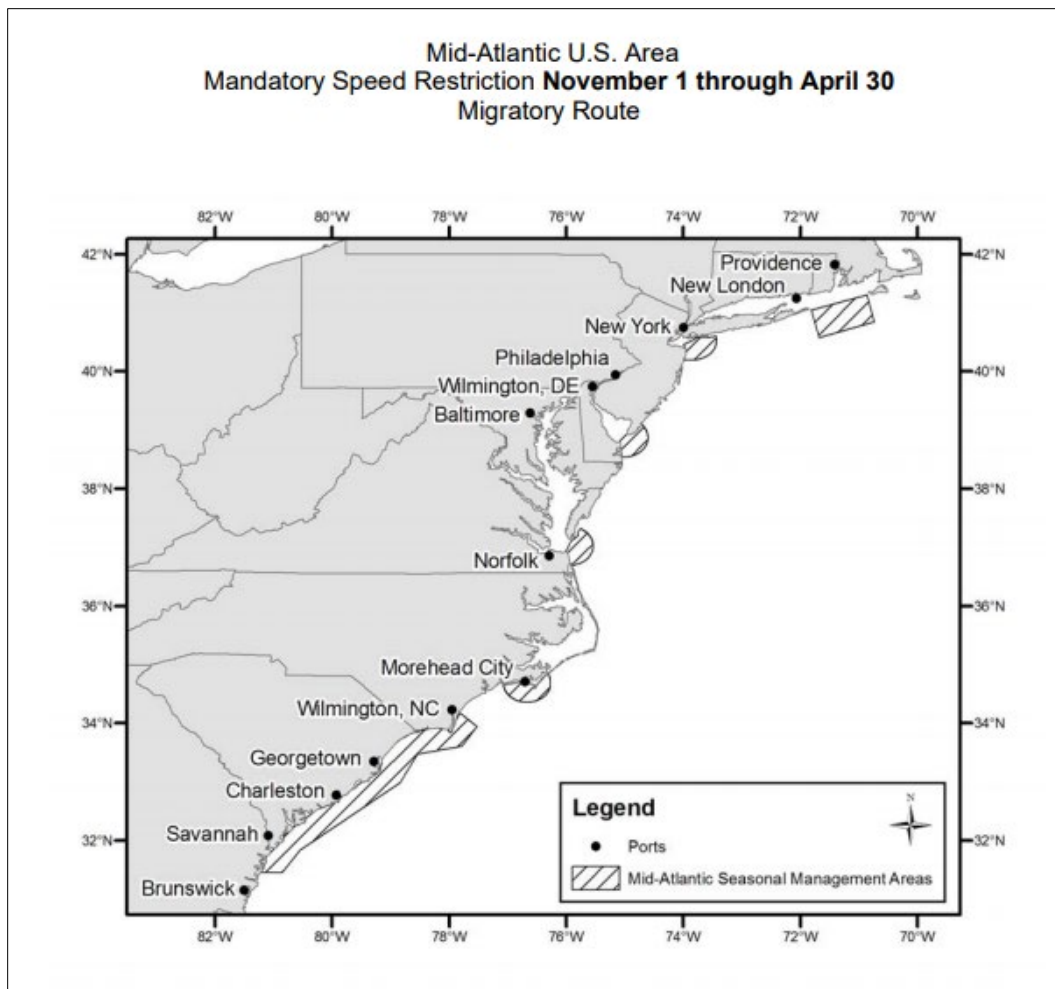 Mid-Atlantic U.S. Area
Mandatory Speed Restriction November 1 through April 30
Migratory Route
82°W 80°W 78°W 76°W 74°W 72°W 70°W
42°N 42°N
Providence
New London
New York
40°N 40°N
Philadelphia
Wilmington, DE
Baltimore
38°N 38°N
Norfolk
36°N 36°N
Morehead City
Wilmington, NC
34°N 34°N
Georgetown
Charleston
Savannah
32°N 32°N
Brunswick
Legend
N
Ports
Mid-Atlantic Seasonal Management Areas
82°W 80°W 78°W 76°W 74°W 72°W 70°W